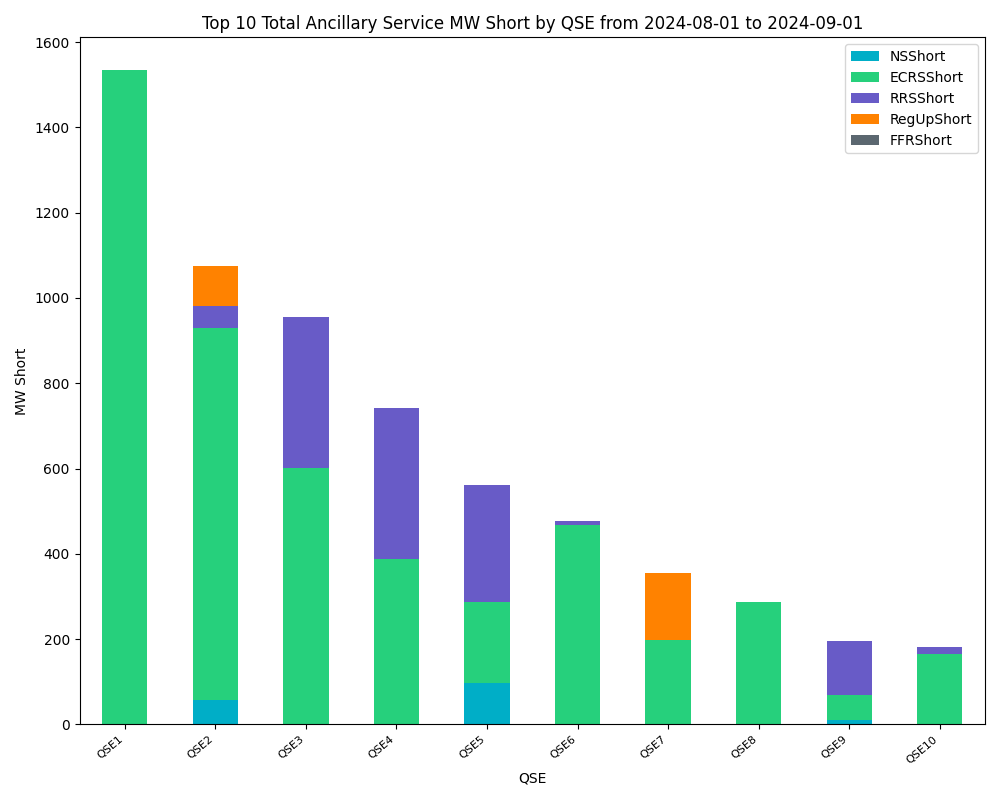 Top 10 Total Ancillary Service MW Short by QSE from 2024-08-01 to 2024-09-01
NSShort
ECRSShort
RRSShort
RegUpShort
FFRShort
MW Short
1600
1400
1200
1000
800
600
400
200
0
QSE1
QSE2
QSE3
QSE4
QSE5
QSE6
QSE7
QSE8
QSE9
QSE10
QSE